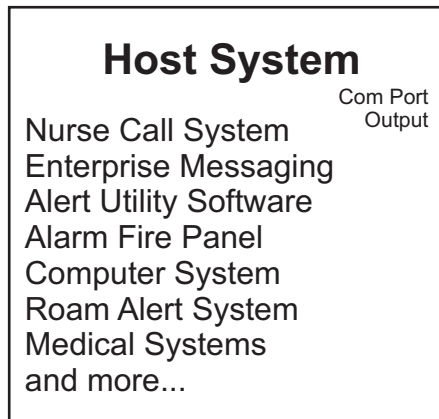 Host System
Com Port
Output
Nurse Call System
Enterprise Messaging
Alert Utility Software
Alarm Fire Panel
Computer System
Roam Alert System
Medical Systems
and more...